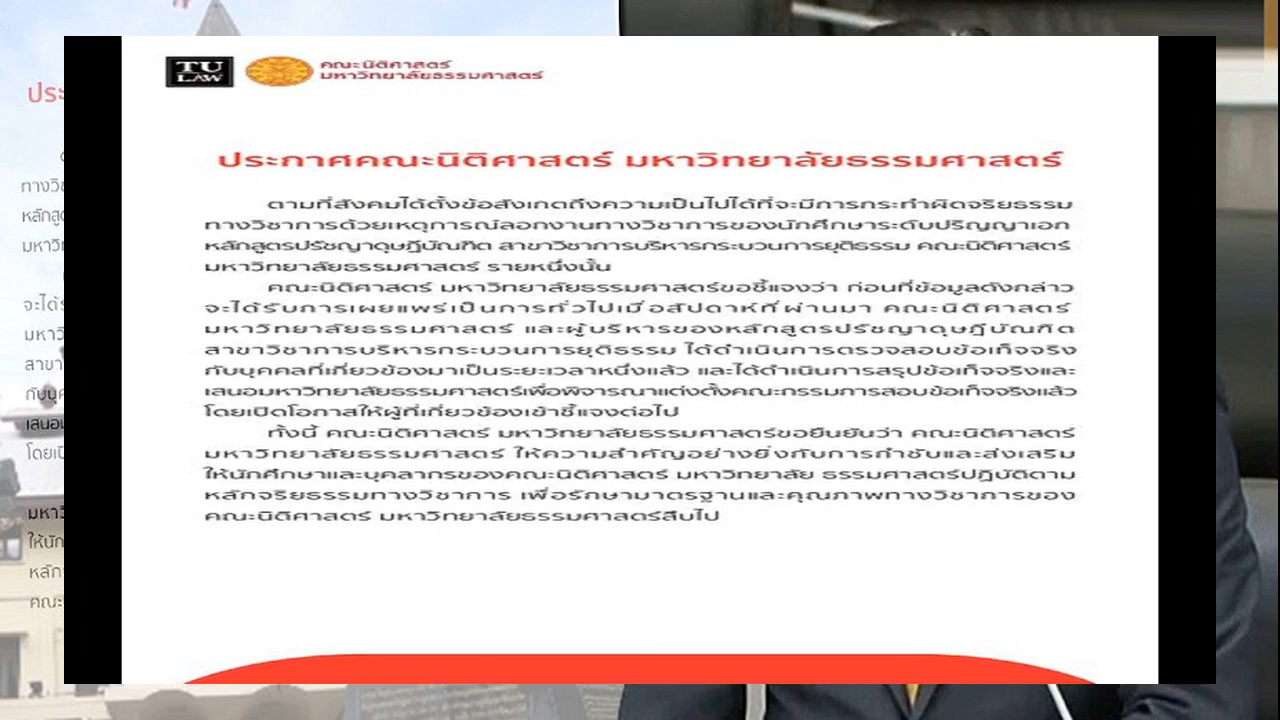 TU
LAW
คณะนิติศาสตร์
มหาวิทยาลัยธรรมศาสตร์
ประกาศคณะนิติศาสตร์ มหาวิทยาลัยธรรมศาสตร์
ตามที่สังคมได้ตั้งข้อสังเกตถึงความเป็นไปได้ที่จะมีการกระทำผิดจริยธรรม
ทางวิชาการด้วยเหตุการณ์ลอกงานทางวิชาการของนักศึกษาระดับปริญญาเอก
หลักสูตรปรัชญาดุษฎีบัณฑิต สาขาวิชาการบริหารกระบวนการยุติธรรม คณะนิติศาสตร์
มหาวิทยาลัยธรรมศาสตร์ รายหนึ่งนั้น
คณะนิติศาสตร์ มหาวิทยาลัยธรรมศาสตร์ขอชี้แจงว่า ก่อนที่ข้อมูลดังกล่าว
จะได้รับการเผยแพร่เป็นการทั่วไปเมื่อสัปดาห์ที่ผ่านมา คณะนิติศาสตร์
มหาวิทยาลัยธรรมศาสตร์ และผู้บริหารของหลักสูตรปรัชญาดุษฎีบัณฑิต
สาขาวิชาการบริหารกระบวนการยุติธรรม ได้ดำเนินการตรวจสอบข้อเท็จจริง
กับบุคคลที่เกี่ยวข้องมาเป็นระยะเวลาหนึ่งแล้ว และได้ดำเนินการสรุปข้อเท็จจริงและ
เสนอมหาวิทยาลัยธรรมศาสตร์เพื่อพิจารณาแต่งตั้งคณะกรรมการสอบข้อเท็จจริงแล้ว
โดยเปิดโอกาสให้ผู้ที่เกี่ยวข้องเข้าชี้แจงต่อไป
ทั้งนี้ คณะนิติศาสตร์ มหาวิทยาลัยธรรมศาสตร์ขอยืนยันว่า คณะนิติศาสตร์
มหาวิทยาลัยธรรมศาสตร์ ให้ความสำคัญอย่างยิ่งกับการกำชับและส่งเสริม
ให้นักศึกษาและบุคลากรของคณะนิติศาสตร์ มหาวิทยาลัย ธรรมศาสตร์ปฏิบัติตาม
หลักจริยธรรมทางวิชาการ เพื่อรักษามาตรฐานและคุณภาพทางวิชาการของ
คณะนิติศาสตร์ มหาวิทยาลัยธรรมศาสตร์สืบไป